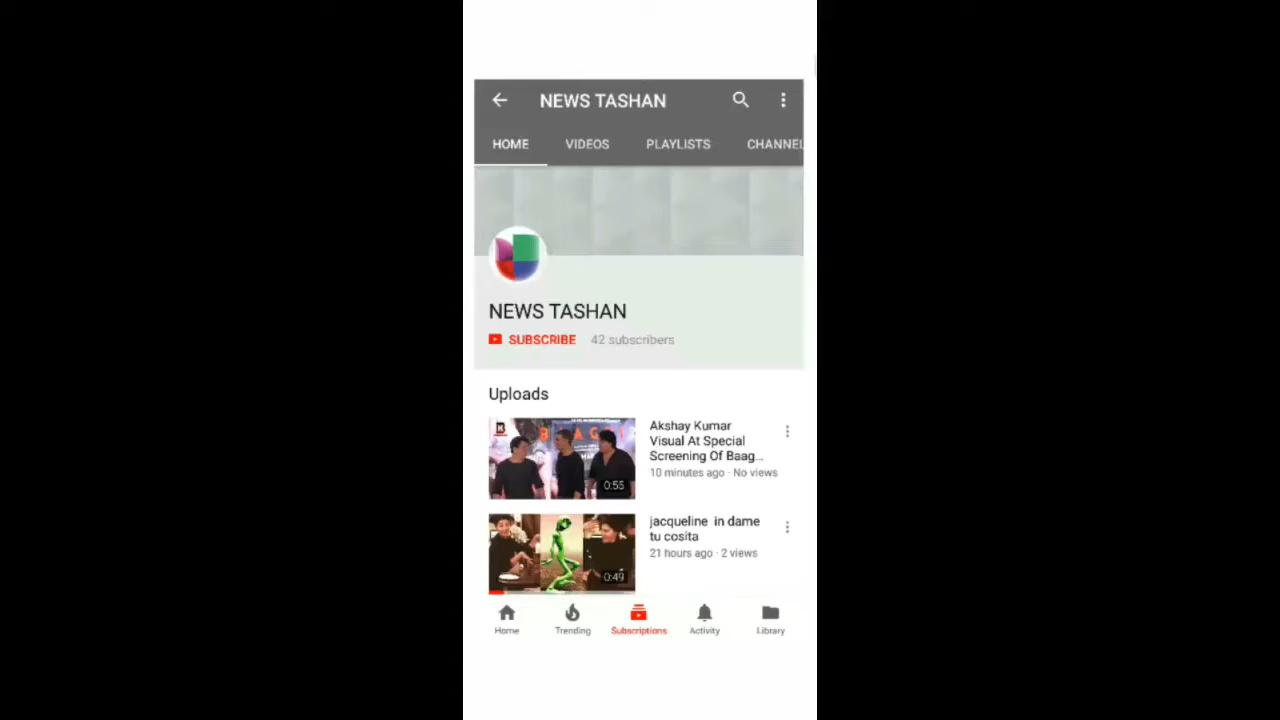 NEWS TASHAN
HOME VIDEOS PLAYLISTS CHANNEL
NEWS TASHAN
SUBSCRIBE 42 subscribers
Uploads
Akshay Kumar
Visual At Special
Screening Of Baag...
10 minutes ago · No views
0:55
jacqueline in dame
tu cosita
21 hours ago · 2 views
0:49
Home Trending Subscriptions Activity Library